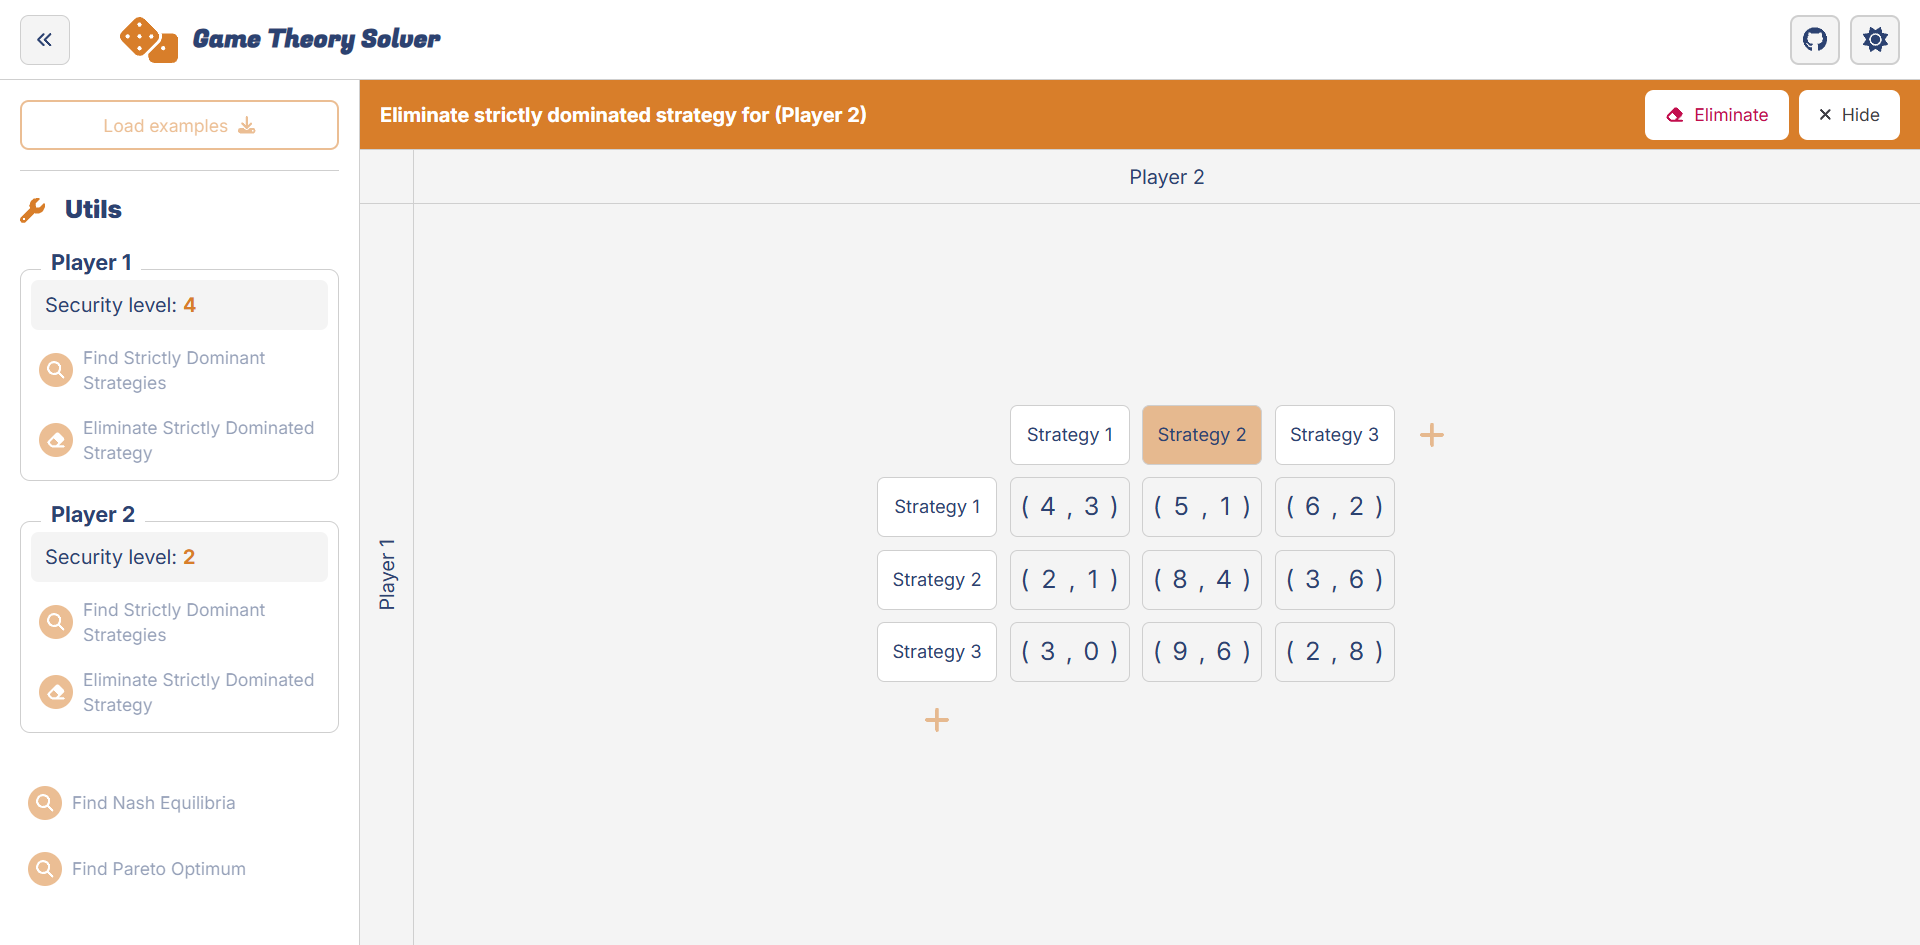 Game Theory Solver
Load examples
Eliminate strictly dominated strategy for (Player 2)
Eliminate
Hide
Utils
Player 1
Security level: 4
Find Strictly Dominant
Strategies
Eliminate Strictly Dominated
Strategy
Player 2
Security level: 2
Find Strictly Dominant
Strategies
Eliminate Strictly Dominated
Strategy
Find Nash Equilibria
Find Pareto Optimum
Player 2
Player 1
Strategy 1 Strategy 2 Strategy 3 +
Strategy 1 ( 4 , 3 ) ( 5 , 1 ) ( 6 , 2 )
Strategy 2 ( 2 , 1 ) ( 8 , 4 ) ( 3 , 6 )
Strategy 3 ( 3 , 0 ) ( 9 , 6 ) ( 2 , 8 )
+